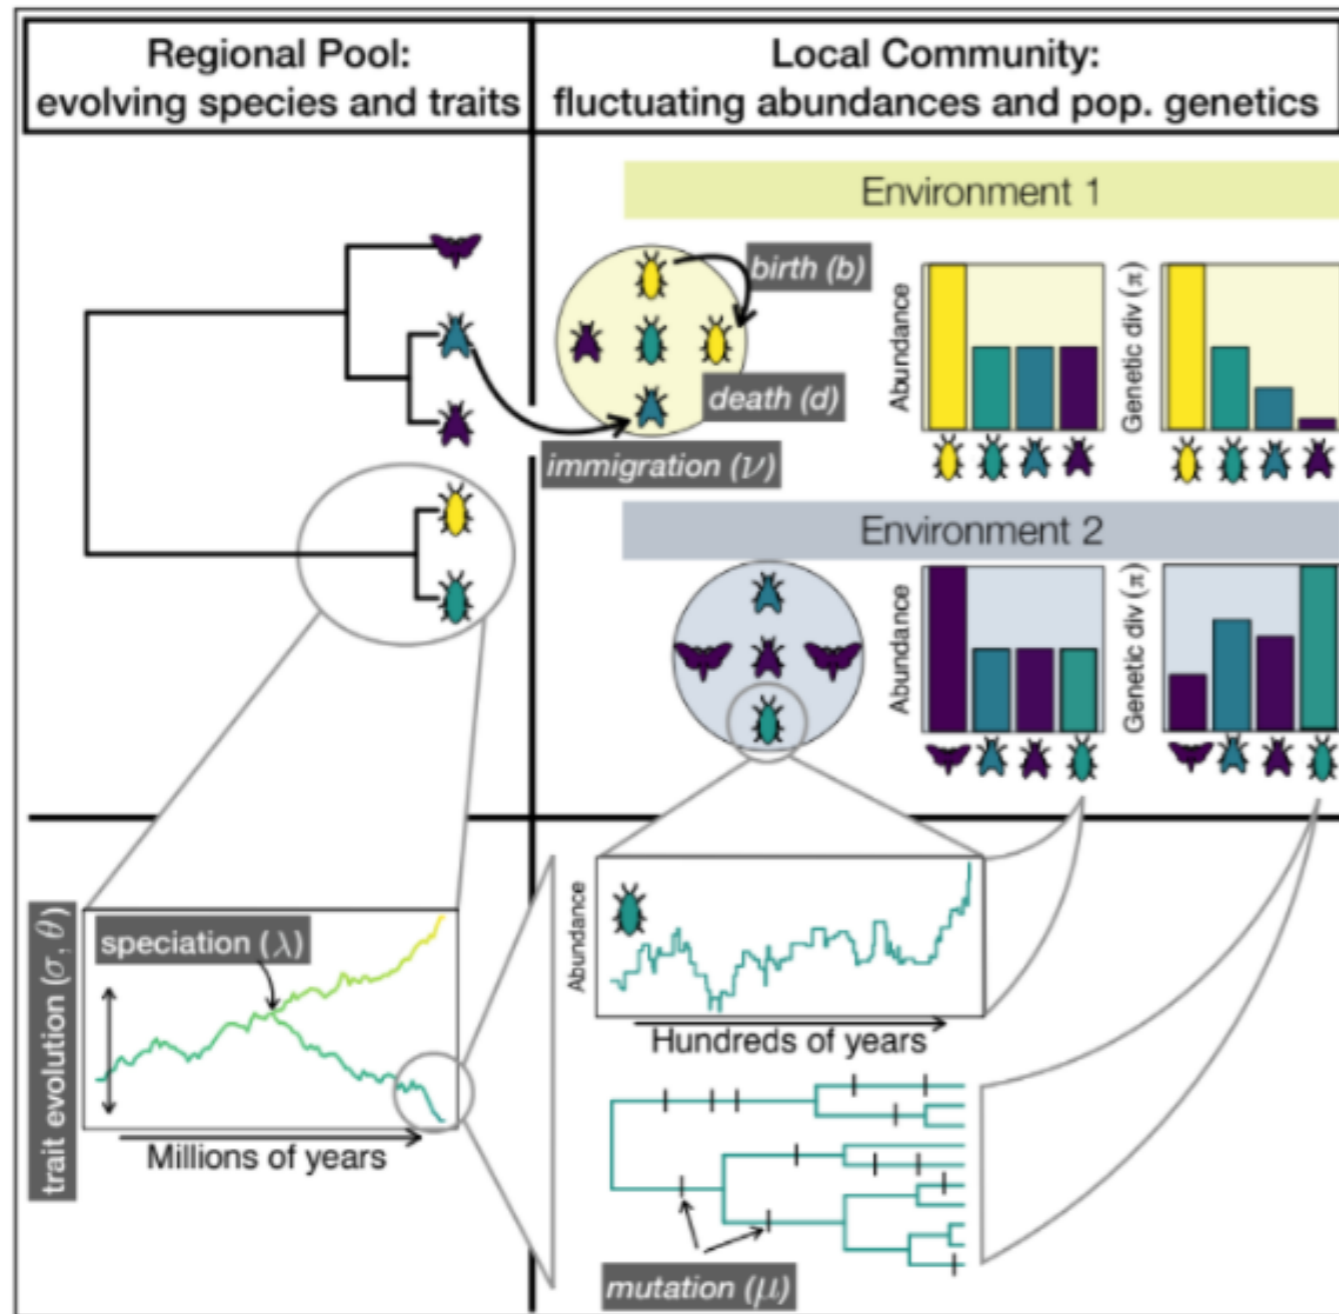 Regional Pool:
evolving species and traits
Local Community:
fluctuating abundances and pop. genetics
Environment 1
birth (b)
death (d)
immigration (ν)
Abundance
Genetic div (π)
Environment 2
Abundance
Genetic div (π)
trait evolution (σ, θ)
speciation (λ)
Millions of years
Abundance
Hundreds of years
mutation (μ)